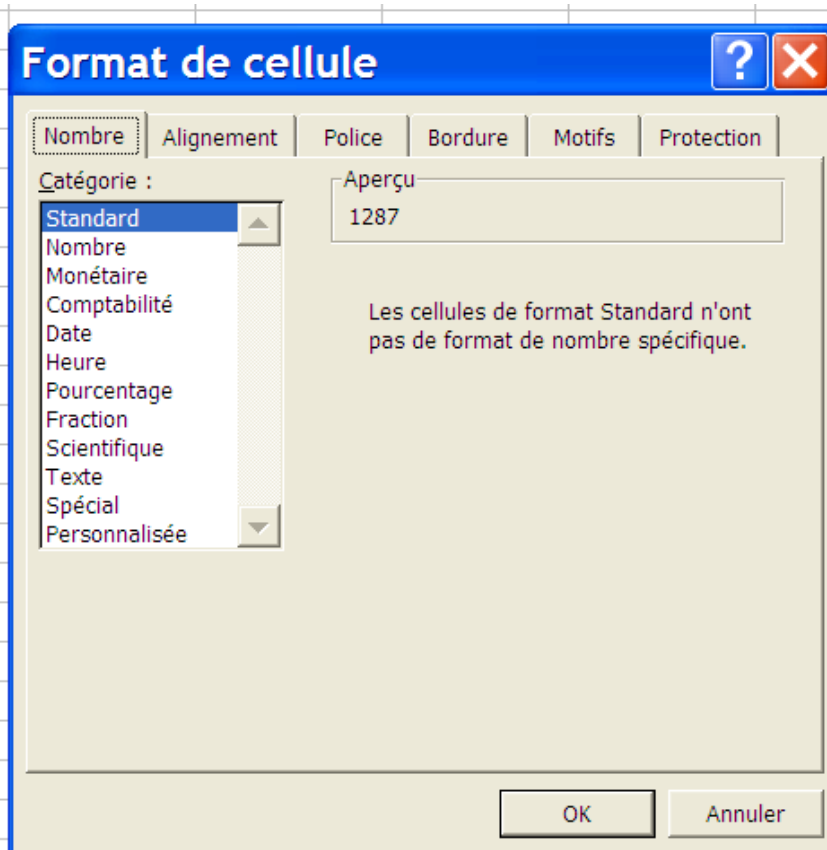 Format de cellule
?
Nombre Alignement Police Bordure Motifs Protection
Catégorie :
Standard
Nombre
Monétaire
Comptabilité
Date
Heure
Pourcentage
Fraction
Scientifique
Texte
Spécial
Personnalisée
Aperçu
1287
Les cellules de format Standard n'ont
pas de format de nombre spécifique.
OK Annuler